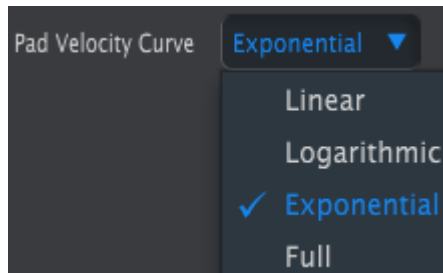 Pad Velocity Curve Exponential ▼
Linear
Logarithmic
✓ Exponential
Full